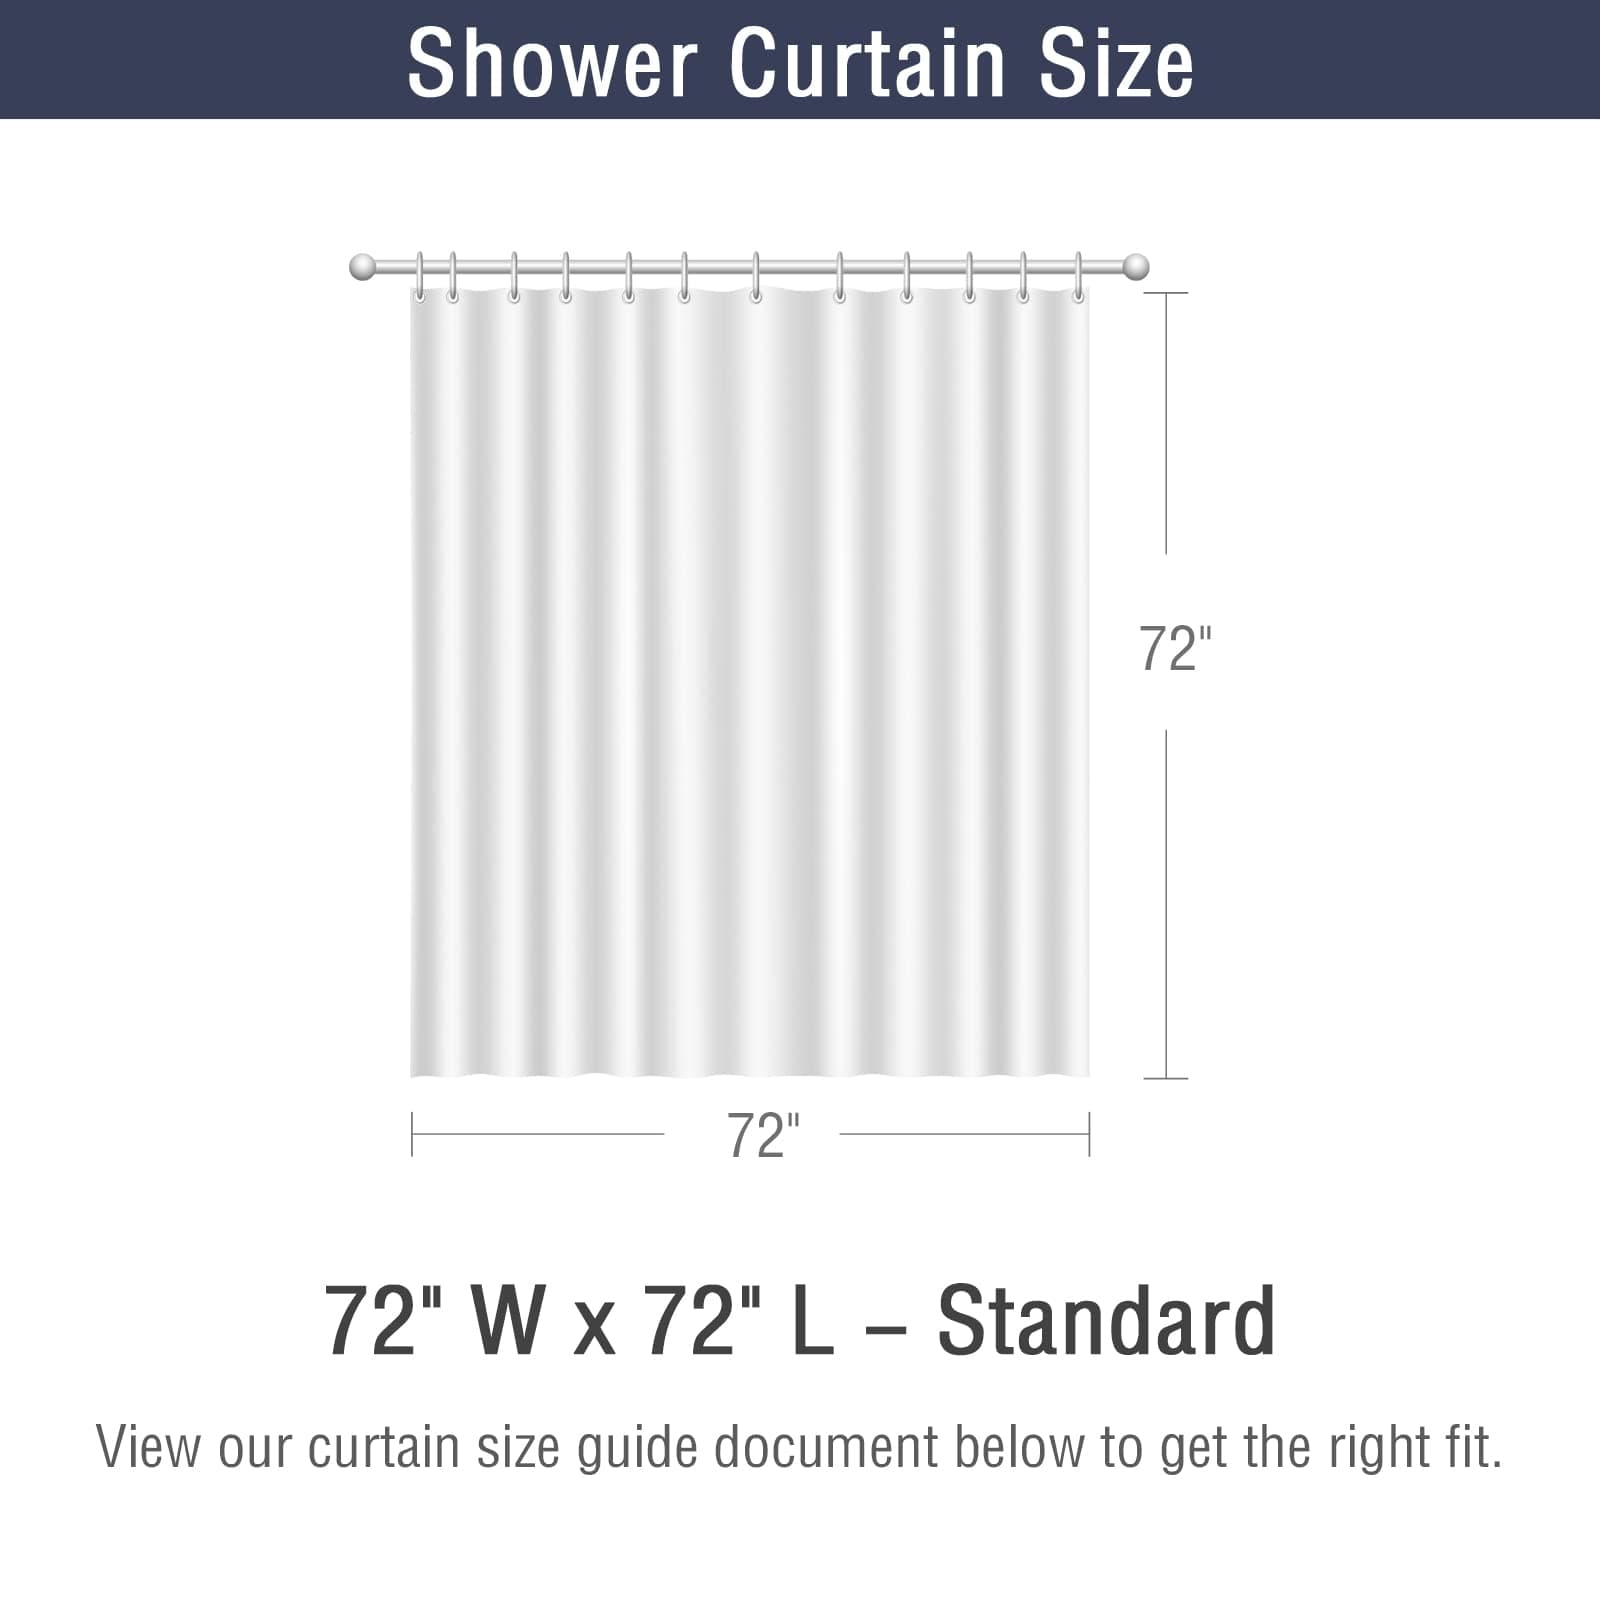 Shower Curtain Size
72"
72"
72" W x 72" L – Standard
View our curtain size guide document below to get the right fit.